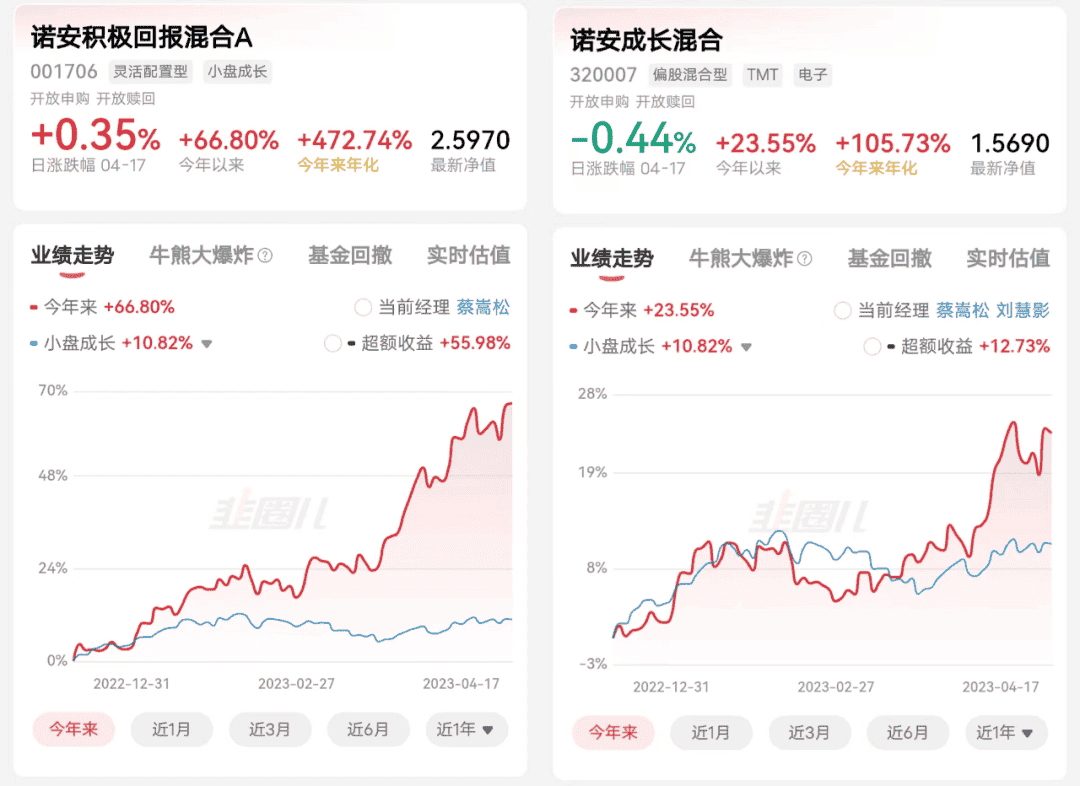 诺安积极回报混合A
001706 灵活配置型 小盘成长
开放申购 开放赎回
+0.35% +66.80% +472.74% 2.5970
日涨跌幅 04-17 今年以来 今年来年化 最新净值
业绩走势 牛熊大爆炸? 基金回撤 实时估值
今年来 +66.80% 当前经理 蔡嵩松
小盘成长 +10.82% ▼ 超额收益 +55.98%
70%
48%
韭圈儿
24%
0%
2022-12-31 2023-02-27 2023-04-17
今年来 近1月 近3月 近6月 近1年 ▼
诺安成长混合
320007 偏股混合型 TMT 电子
开放申购 开放赎回
-0.44% +23.55% +105.73% 1.5690
日涨跌幅 04-17 今年以来 今年来年化 最新净值
业绩走势 牛熊大爆炸? 基金回撤 实时估值
今年来 +23.55% 当前经理 蔡嵩松 刘慧影
小盘成长 +10.82% ▼ 超额收益 +12.73%
28%
19%
韭圈儿
8%
-3%
2022-12-31 2023-02-27 2023-04-17
今年来 近1月 近3月 近6月 近1年 ▼